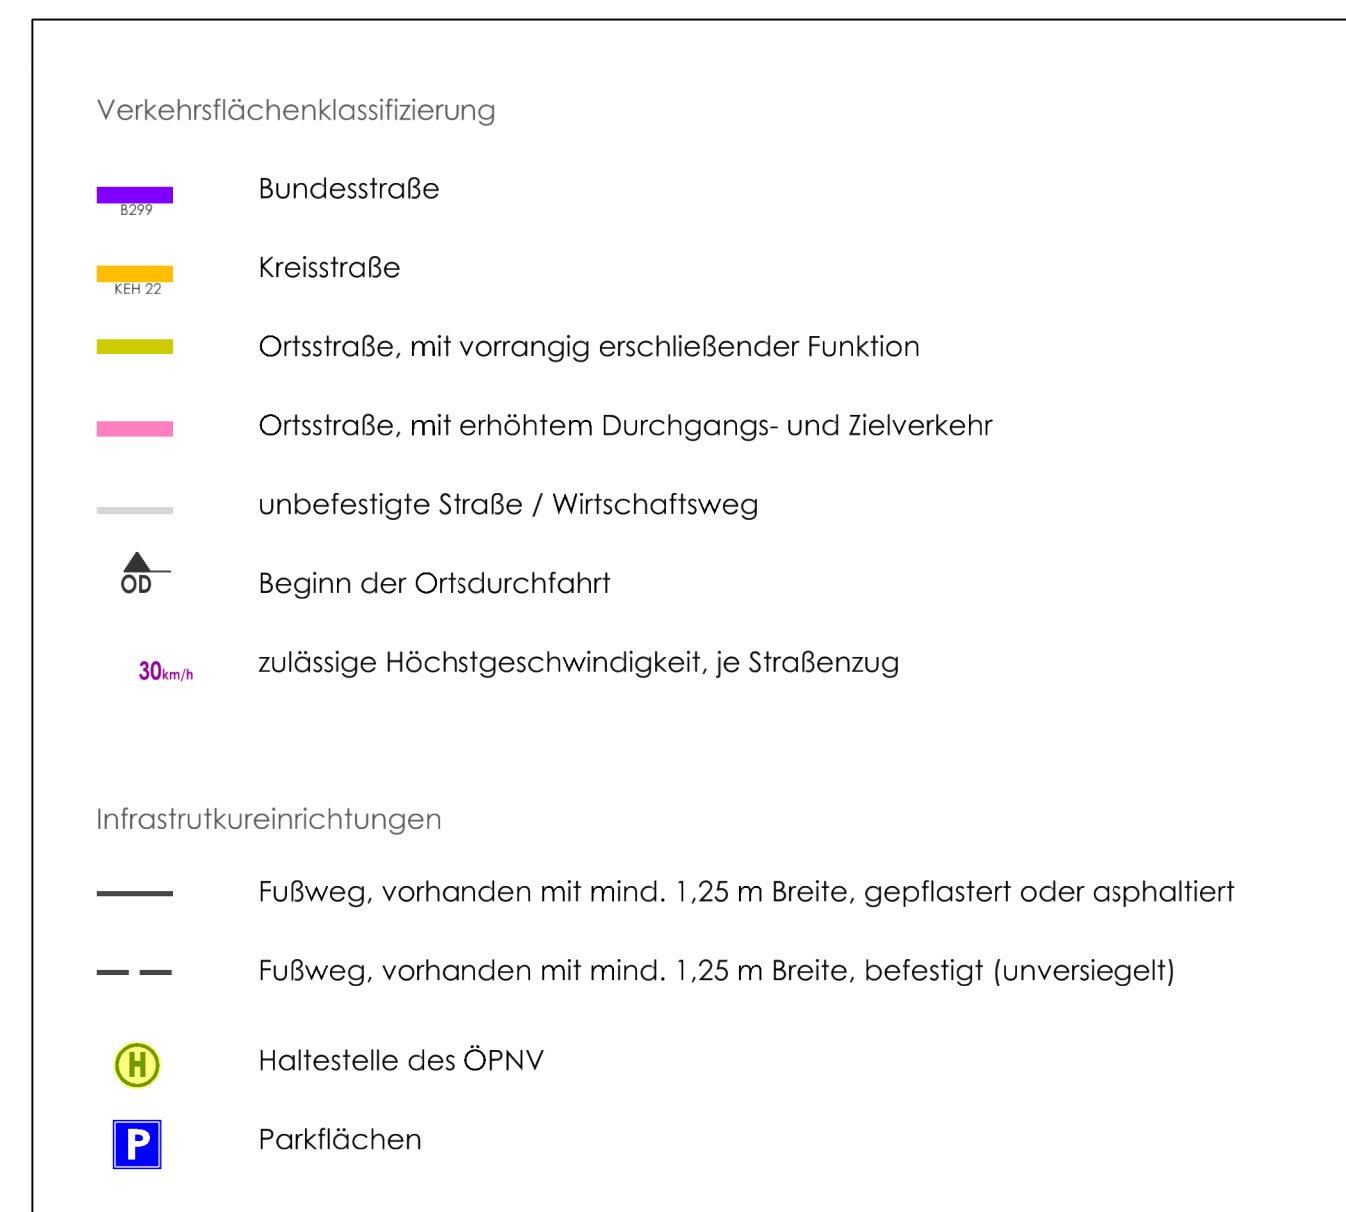 Verkehrsflächenklassifizierung
Bundesstraße
B299
Kreisstraße
KEH 22
Ortsstraße, mit vorrangig erschließender Funktion
Ortsstraße, mit erhöhtem Durchgangs- und Zielverkehr
unbefestigte Straße / Wirtschaftsweg
OD
Beginn der Ortsdurchfahrt
30km/h
zulässige Höchstgeschwindigkeit, je Straßenzug
Infrastrutkureinrichtungen
Fußweg, vorhanden mit mind. 1,25 m Breite, gepflastert oder asphaltiert
Fußweg, vorhanden mit mind. 1,25 m Breite, befestigt (unversiegelt)
H
Haltestelle des ÖPNV
P
Parkflächen